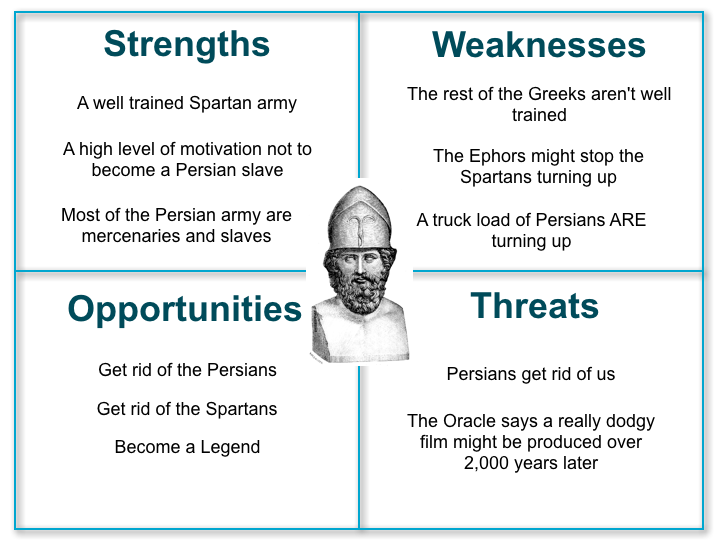 Strengths
A well trained Spartan army
A high level of motivation not to
become a Persian slave
Most of the Persian army are
mercenaries and slaves
Weaknesses
The rest of the Greeks aren't well
trained
The Ephors might stop the
Spartans turning up
A truck load of Persians ARE
turning up
Opportunities
Get rid of the Persians
Get rid of the Spartans
Become a Legend
Threats
Persians get rid of us
The Oracle says a really dodgy
film might be produced over
2,000 years later